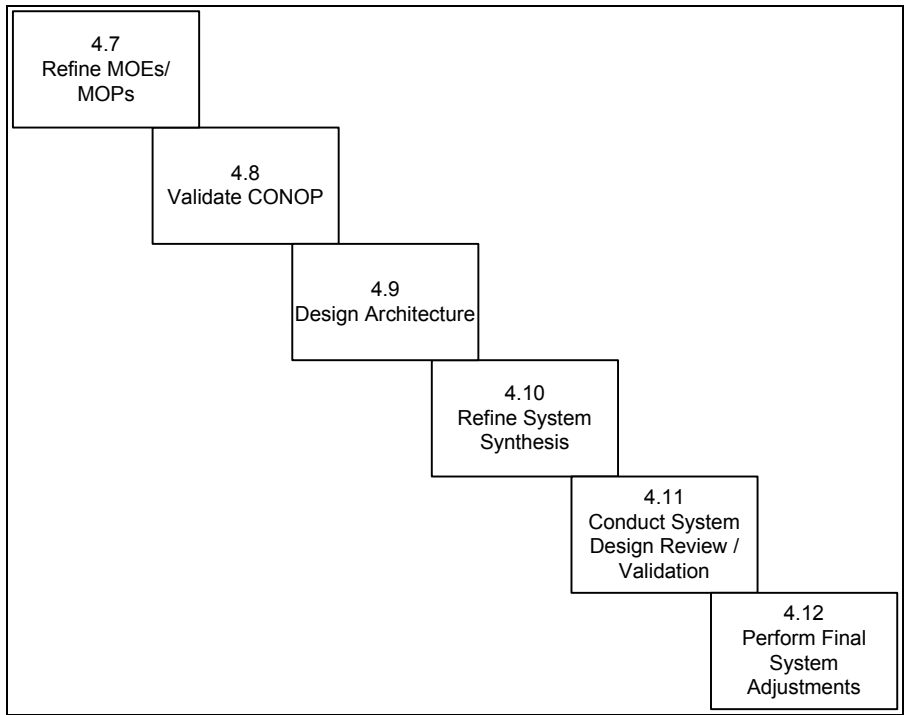 4.7
Refine MOEs/
MOPs
4.8
Validate CONOP
4.9
Design Architecture
4.10
Refine System
Synthesis
4.11
Conduct System
Design Review /
Validation
4.12
Perform Final
System
Adjustments